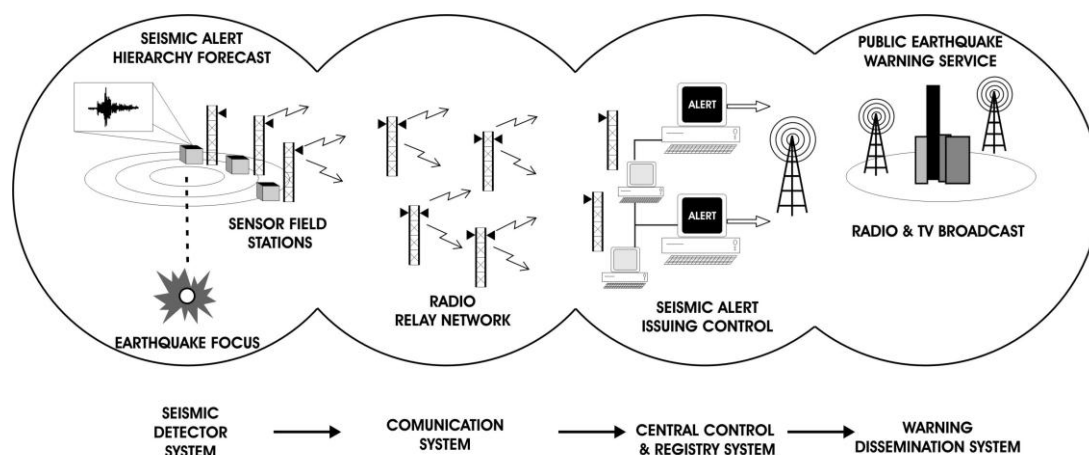 SEISMIC ALERT
HIERARCHY FORECAST
SENSOR FIELD
STATIONS
EARTHQUAKE FOCUS
RADIO
RELAY NETWORK
ALERT
ALERT
SEISMIC ALERT
ISSUING CONTROL
PUBLIC EARTHQUAKE
WARNING SERVICE
RADIO & TV BROADCAST
SEISMIC
DETECTOR
SYSTEM
COMUNICATION
SYSTEM
CENTRAL CONTROL
& REGISTRY SYSTEM
WARNING
DISSEMINATION SYSTEM